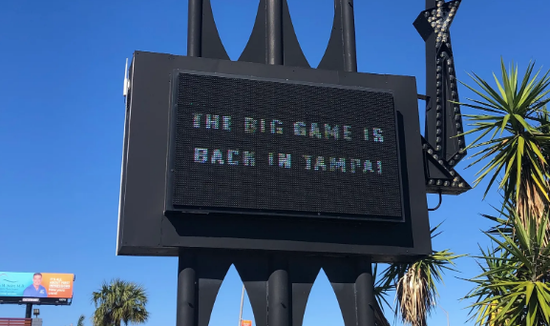 THE BIG GAME IS
BACK IN TAMPA!